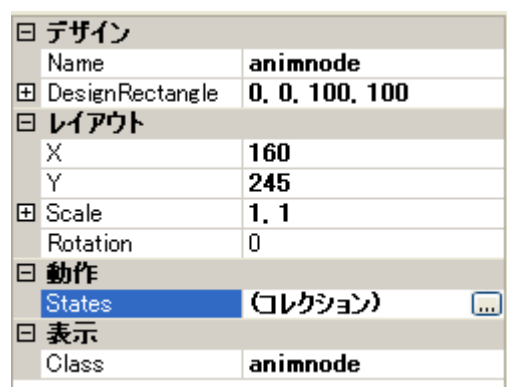 デザイン
Name animnode
DesignRectangle 0, 0, 100, 100
レイアウト
X 160
Y 245
Scale 1, 1
Rotation 0
動作
States (コレクション) ...
表示
Class animnode